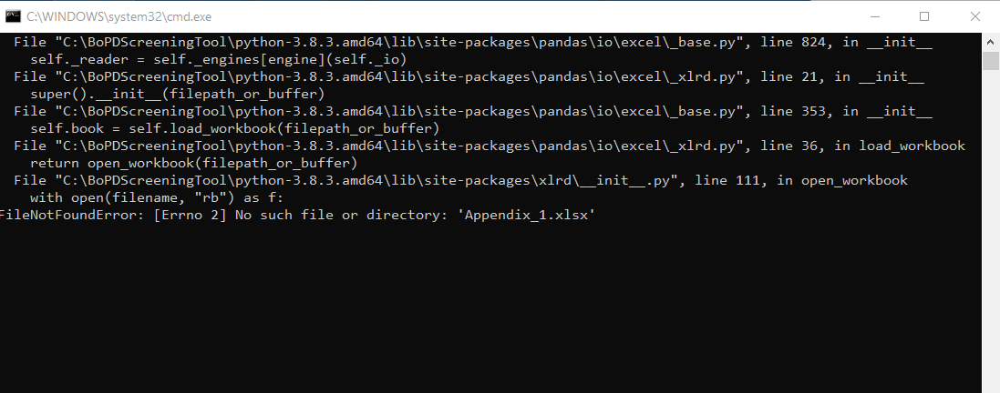 C:\WINDOWS\system32\cmd.exe
File "C:\BoPDScreeningTool\python-3.8.3.amd64\lib\site-packages\pandas\io\excel\_base.py", line 824, in __init__
self._reader = self._engines[engine](self._io)
File "C:\BoPDScreeningTool\python-3.8.3.amd64\lib\site-packages\pandas\io\excel\_xlrd.py", line 21, in __init__
super().__init__(filepath_or_buffer)
File "C:\BoPDScreeningTool\python-3.8.3.amd64\lib\site-packages\pandas\io\excel\_base.py", line 353, in __init__
self.book = self.load_workbook(filepath_or_buffer)
File "C:\BoPDScreeningTool\python-3.8.3.amd64\lib\site-packages\pandas\io\excel\_xlrd.py", line 36, in load_workbook
return open_workbook(filepath_or_buffer)
File "C:\BoPDScreeningTool\python-3.8.3.amd64\lib\site-packages\xlrd\__init__.py", line 111, in open_workbook
with open(filename, "rb") as f:
FileNotFoundError: [Errno 2] No such file or directory: 'Appendix_1.xlsx'